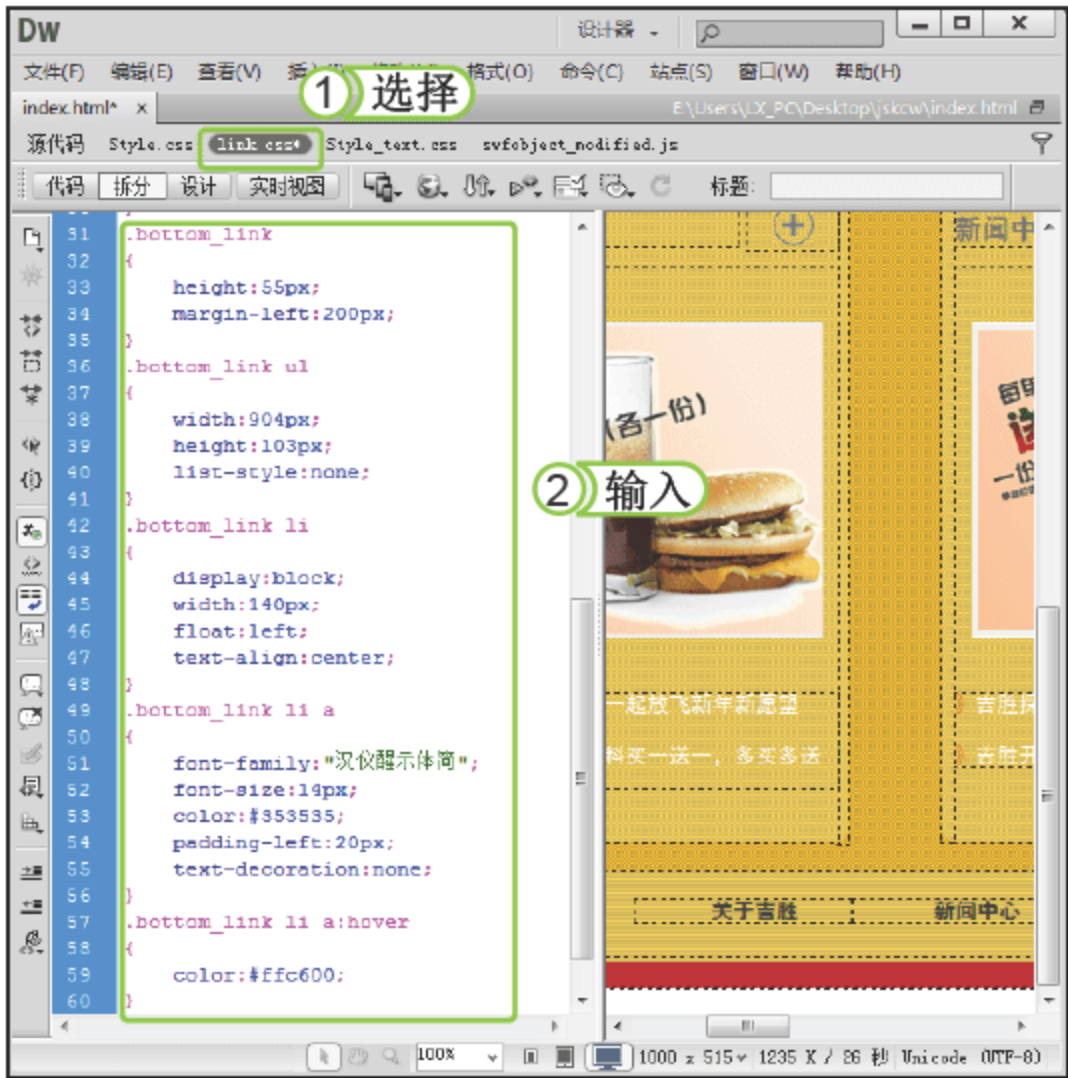 Dw
设计器
文件(F) 编辑(E) 查看(V) 格式(O) 命令(C) 站点(S) 窗口(W) 帮助(H)
1 选择
index.html* × E:\Users\LX_PC\Desktop\jskccw\index.html
源代码 Style.css link.css* Style_text.css swfobject_modified.js
代码 拆分 设计 实时视图 标题:
31 .bottom_link
32 {
33 height:55px;
34 margin-left:200px;
35 }
36 .bottom_link ul
37 {
38 width:904px;
39 height:103px;
40 list-style:none;
41 }
42 .bottom_link li
43 {
44 display:block;
45 width:140px;
46 float:left;
47 text-align:center;
48 }
49 .bottom_link li a
50 {
51 font-family:"汉仪醒示体简";
52 font-size:14px;
53 color:#353535;
54 padding-left:20px;
55 text-decoration:none;
56 }
57 .bottom_link li a:hover
58 {
59 color:#ffc600;
60 }
2 输入
新闻中
(各一份)
送
一份
一起放飞新年新愿望
吉胜
料买一送一，多买多送
吉胜开
关于吉胜 新闻中心
100% 1000 x 515 1235 K / 26 秒 Unicode (UTF-8)